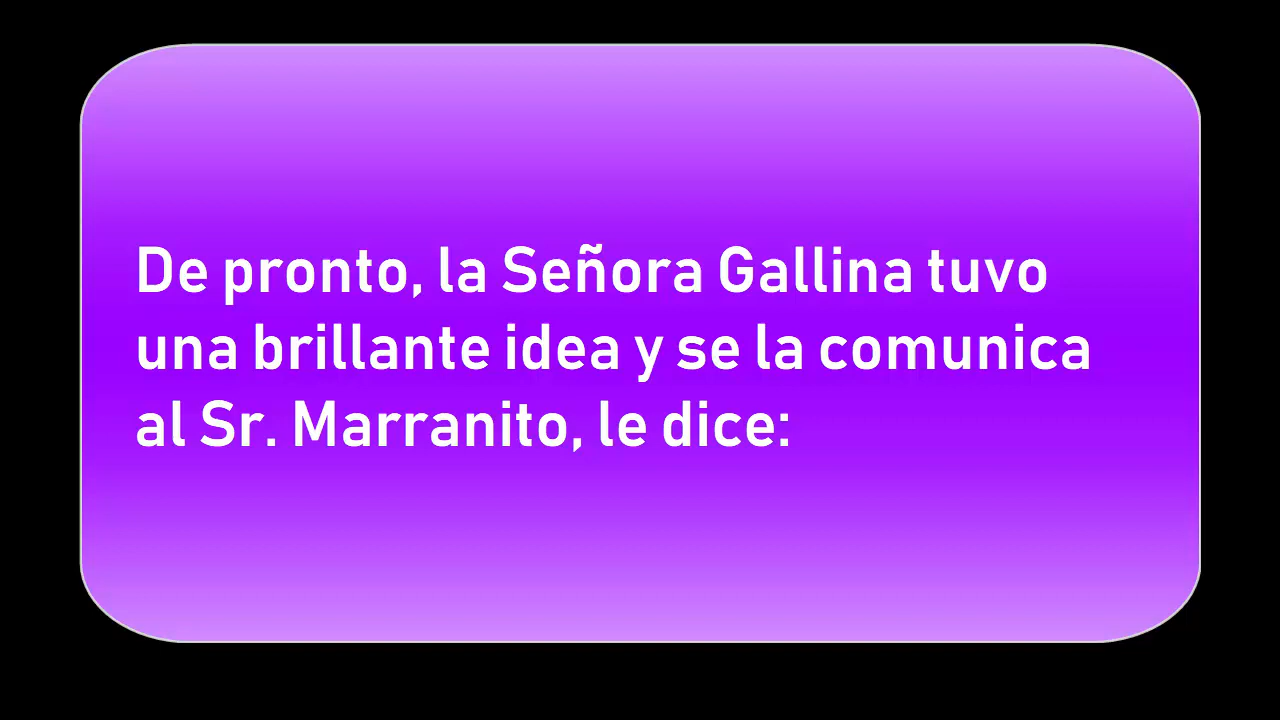 De pronto, la Señora Gallina tuvo
una brillante idea y se la comunica
al Sr. Marranito, le dice: